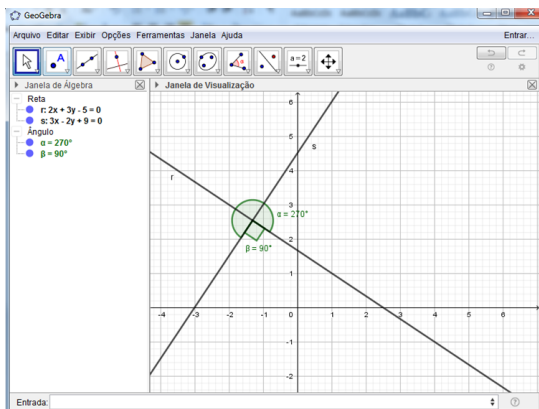 GeoGebra
Arquivo Editar Exibir Opções Ferramentas Janela Ajuda Entrar...
A
a=2
Janela de Álgebra
Janela de Visualização
Reta
r: 2x + 3y - 5 = 0
s: 3x - 2y + 9 = 0
Ângulo
α = 270°
β = 90°
6
s
4
r
3
α = 270°
2
β = 90°
1
-4 -3 -2 -1 0 1 2 3 4 5 6
-1
-2
Entrada: